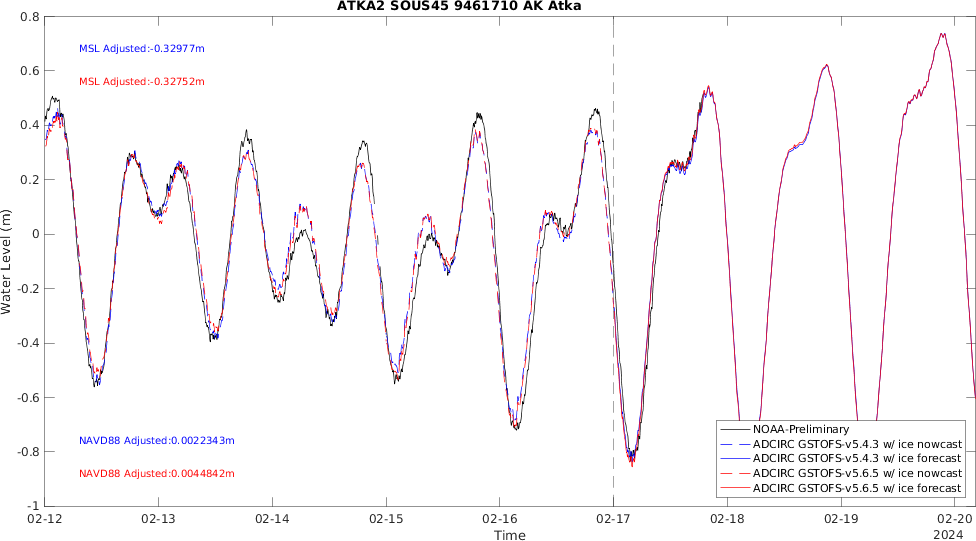 ATKA2 SOUS45 9461710 AK Atka
0.8
0.6
0.4
0.2
0
-0.2
-0.4
-0.6
-0.8
-1
Water Level (m)
MSL Adjusted:-0.32977m
MSL Adjusted:-0.32752m
NAVD88 Adjusted:0.0022343m
NAVD88 Adjusted:0.0044842m
NOAA-Preliminary
ADCIRC GSTOFS-v5.4.3 w/ ice nowcast
ADCIRC GSTOFS-v5.4.3 w/ ice forecast
ADCIRC GSTOFS-v5.6.5 w/ ice nowcast
ADCIRC GSTOFS-v5.6.5 w/ ice forecast
02-12 02-13 02-14 02-15 02-16 02-17 02-18 02-19 02-20
Time
2024